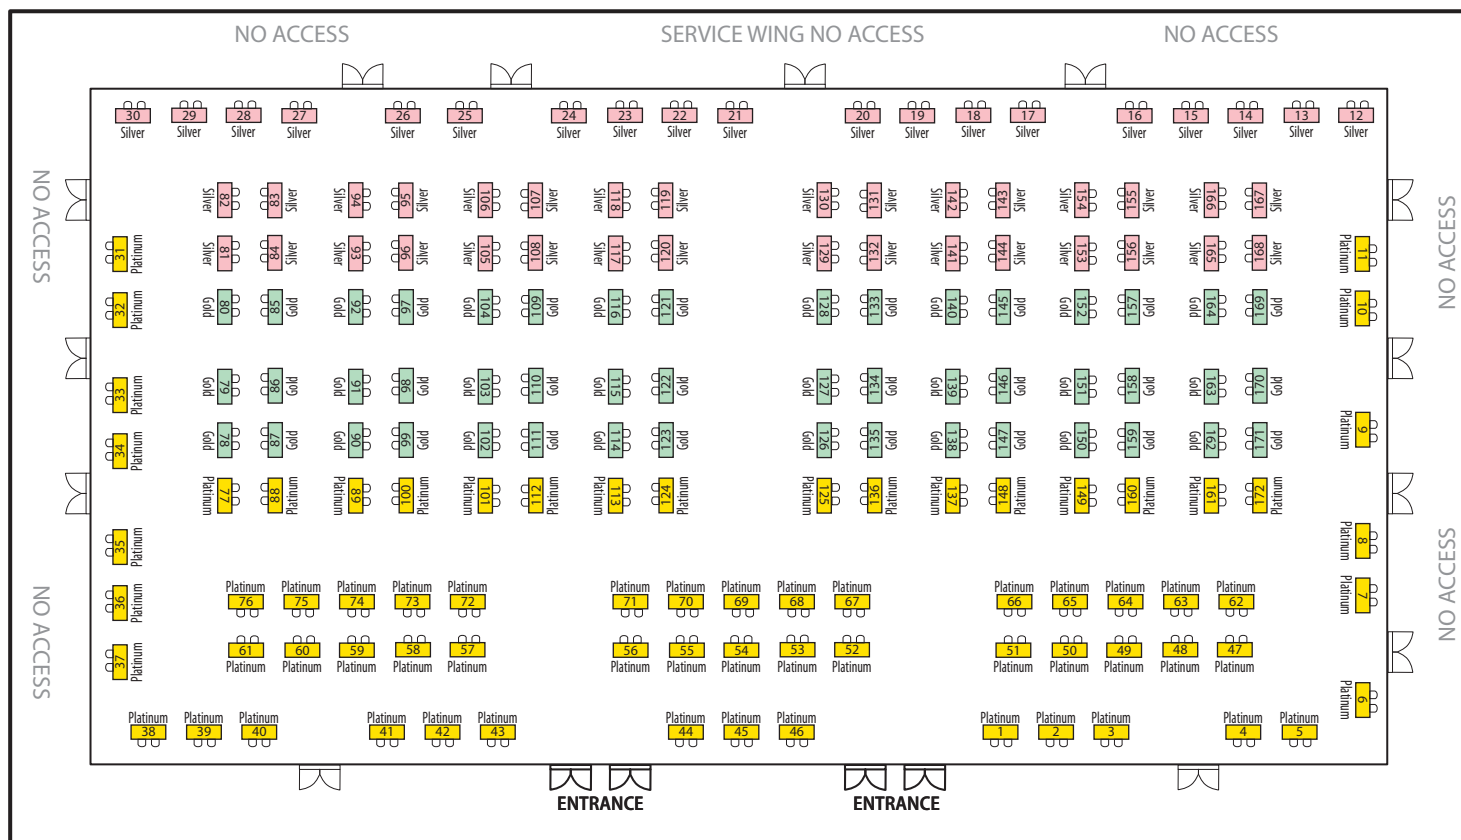 NO ACCESS SERVICE WING NO ACCESS NO ACCESS
30 29 28 27 26 25 24 23 22 21 20 19 18 17 16 15 14 13 12
Silver Silver Silver Silver Silver Silver Silver Silver Silver Silver Silver Silver Silver Silver Silver Silver Silver Silver Silver
NO ACCESS
NO ACCESS
Silver 82 83 Silver Silver 94 95 Silver Silver 106 107 Silver Silver 118 119 Silver Silver 130 131 Silver Silver 142 143 Silver Silver 154 155 Silver Silver 166 167 Silver
31 Platinum Silver 81 84 Silver Silver 93 96 Silver Silver 105 108 Silver Silver 117 120 Silver Silver 129 132 Silver Silver 141 144 Silver Silver 153 156 Silver Silver 165 168 Silver Platinum 11
32 Platinum Gold 80 85 Gold Gold 92 97 Gold Gold 104 109 Gold Gold 116 121 Gold Gold 128 133 Gold Gold 140 145 Gold Gold 152 157 Gold Gold 164 169 Gold Platinum 10
33 Platinum Gold 79 86 Gold Gold 91 98 Gold Gold 103 110 Gold Gold 115 122 Gold Gold 127 134 Gold Gold 139 146 Gold Gold 151 158 Gold Gold 163 170 Gold
34 Platinum Gold 78 87 Gold Gold 90 99 Gold Gold 102 111 Gold Gold 114 123 Gold Gold 126 135 Gold Gold 138 147 Gold Gold 150 159 Gold Gold 162 171 Gold Platinum 9
Platinum 77 88 Platinum Platinum 89 100 Platinum Platinum 101 112 Platinum Platinum 113 124 Platinum Platinum 125 136 Platinum Platinum 137 148 Platinum Platinum 149 160 Platinum Platinum 161 172 Platinum
35 Platinum Platinum 8
NO ACCESS
NO ACCESS
Platinum Platinum Platinum Platinum Platinum Platinum Platinum Platinum Platinum Platinum Platinum Platinum Platinum Platinum Platinum
36 Platinum 76 75 74 73 72 71 70 69 68 67 66 65 64 63 62 Platinum 7
37 Platinum 61 60 59 58 57 56 55 54 53 52 51 50 49 48 47
Platinum Platinum Platinum Platinum Platinum Platinum Platinum Platinum Platinum Platinum Platinum Platinum Platinum Platinum Platinum
Platinum 6
Platinum Platinum Platinum Platinum Platinum Platinum Platinum Platinum Platinum Platinum Platinum Platinum Platinum Platinum
38 39 40 41 42 43 44 45 46 1 2 3 4 5
ENTRANCE ENTRANCE